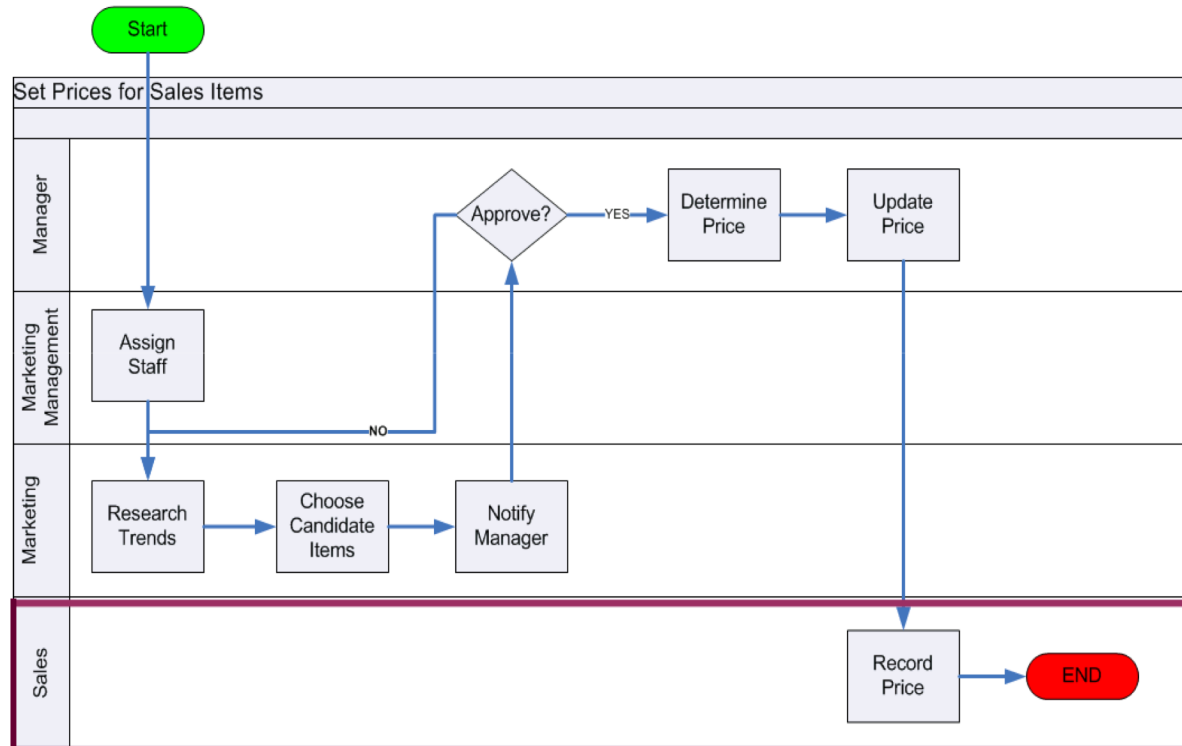 Start
Set Prices for Sales Items
Manager
Approve?
YES
Determine
Price
Update
Price
Marketing
Management
Assign
Staff
NO
Marketing
Research
Trends
Choose
Candidate
Items
Notify
Manager
Sales
Record
Price
END